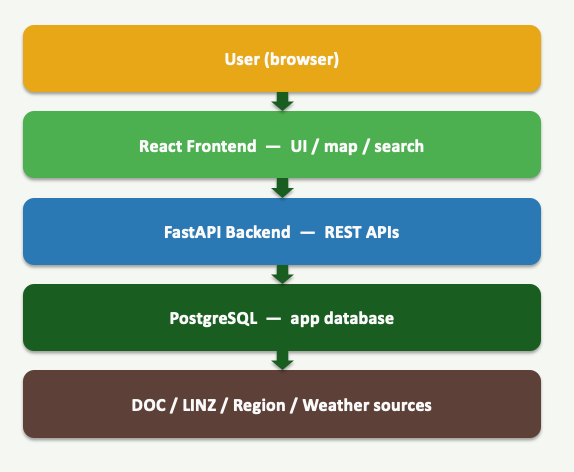 User (browser)
React Frontend — UI / map / search
FastAPI Backend — REST APIs
PostgreSQL — app database
DOC / LINZ / Region / Weather sources